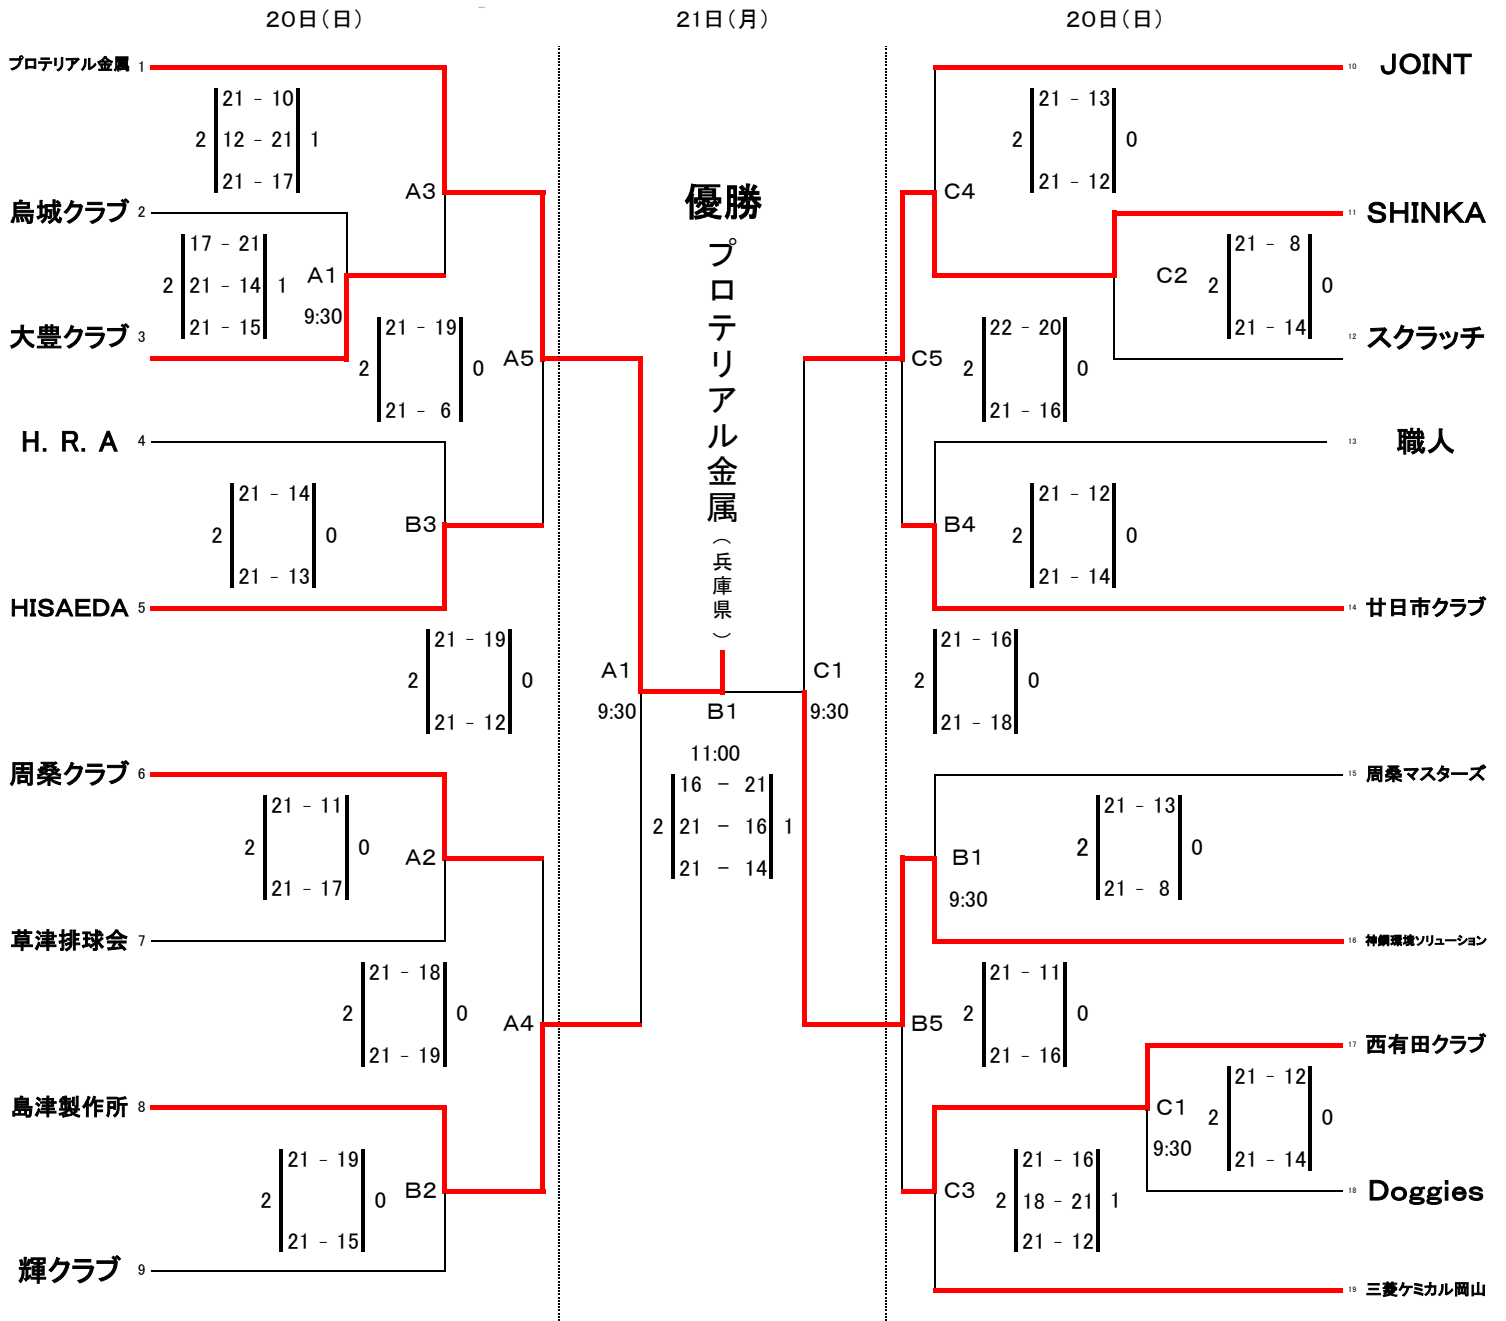 20日（日）
21日（月）
20日（日）
プロテリアル金属 1
21 - 10
2 12 - 21 1
21 - 17
A3
烏城クラブ 2
17 - 21
2 21 - 14 1
21 - 15
A1
9:30
大豊クラブ 3
21 - 19
2 0
21 - 6
A5
H. R. A 4
21 - 14
2 0
21 - 13
B3
HISAEDA 5
21 - 19
2 0
21 - 12
周桑クラブ 6
21 - 11
2 0
21 - 17
A2
草津排球会 7
21 - 18
2 0
21 - 19
A4
島津製作所 8
21 - 19
2 0
21 - 15
B2
輝クラブ 9
優勝
プロテリアル金属（兵庫県）
A1
9:30
B1
11:00
16 - 21
2 21 - 16 1
21 - 14
C1
9:30
10 JOINT
21 - 13
2 0
21 - 12
C4
11 SHINKA
21 - 8
C2 2 0
21 - 14
12 スクラッチ
22 - 20
C5 2 0
21 - 16
13 職人
21 - 12
B4 2 0
21 - 14
14 廿日市クラブ
21 - 16
2 0
21 - 18
15 周桑マスターズ
21 - 13
2 0
21 - 8
B1
9:30
16 神鋼環境ソリューション
21 - 11
B5 2 0
21 - 16
17 西有田クラブ
21 - 12
C1 2 0
9:30
21 - 14
18 Doggies
21 - 16
C3 2 18 - 21 1
21 - 12
19 三菱ケミカル岡山